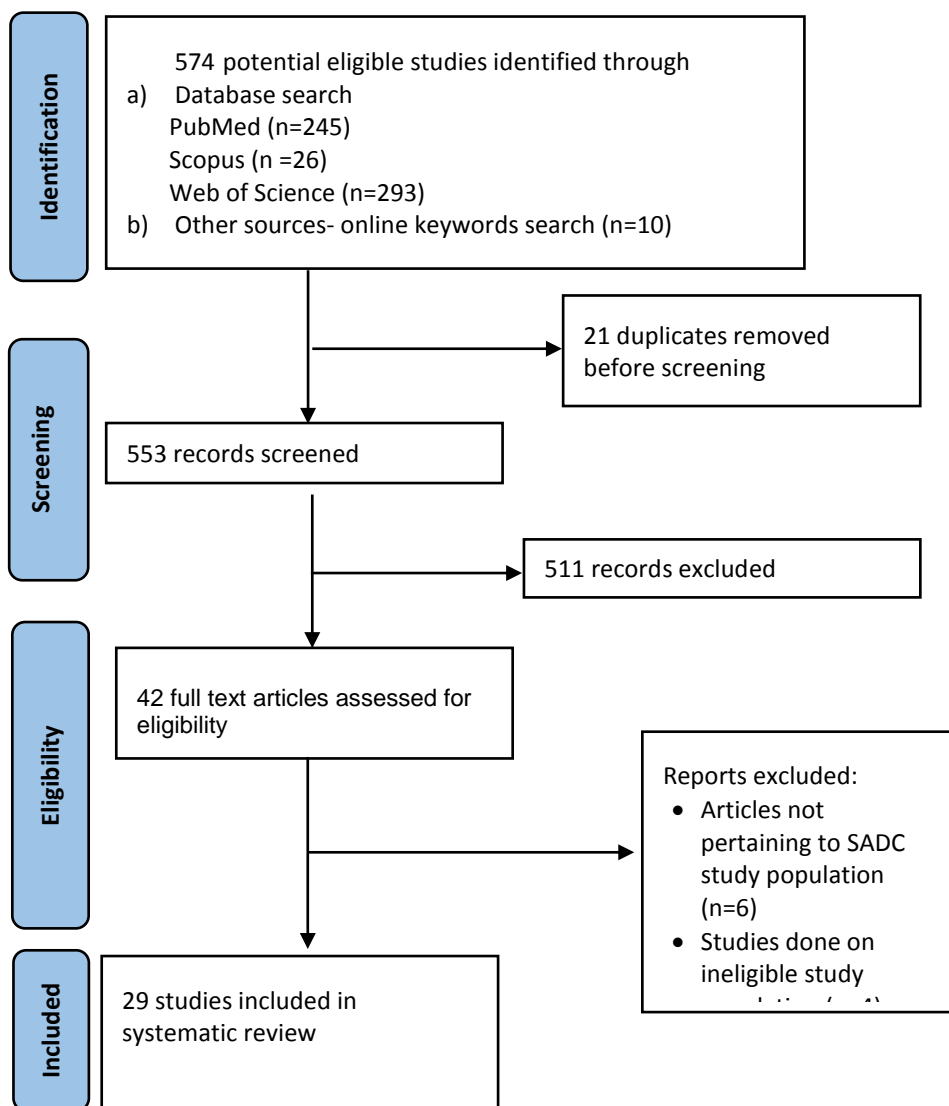 Identification
574 potential eligible studies identified through
a) Database search
PubMed (n=245)
Scopus (n =26)
Web of Science (n=293)
b) Other sources- online keywords search (n=10)
21 duplicates removed
before screening
Screening
553 records screened
511 records excluded
Eligibility
42 full text articles assessed for
eligibility
Reports excluded:
• Articles not
pertaining to SADC
study population
(n=6)
• Studies done on
ineligible study
Included
29 studies included in
systematic review